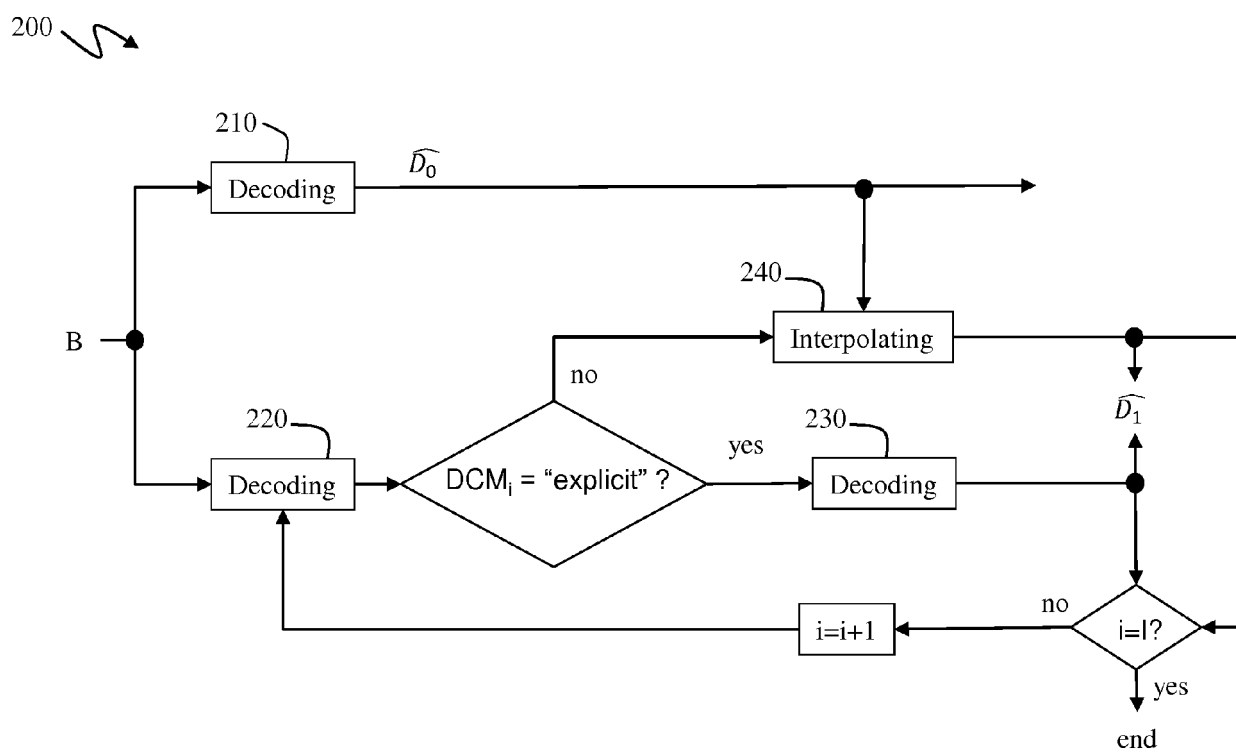 200
210
Decoding
D̂₀
240
Interpolating
B
no
D̂₁
220
Decoding
DCMᵢ = “explicit” ?
yes
230
Decoding
no
i=i+1
i=I?
yes
end